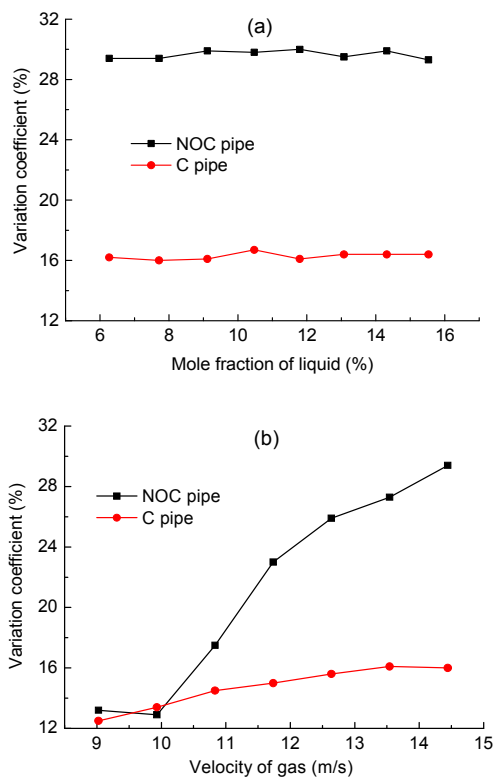 (a)
Variation coefficient (%)
32
28
24
20
16
12
NOC pipe
C pipe
6 8 10 12 14 16
Mole fraction of liquid (%)
(b)
Variation coefficient (%)
32
28
24
20
16
12
NOC pipe
C pipe
9 10 11 12 13 14 15
Velocity of gas (m/s)